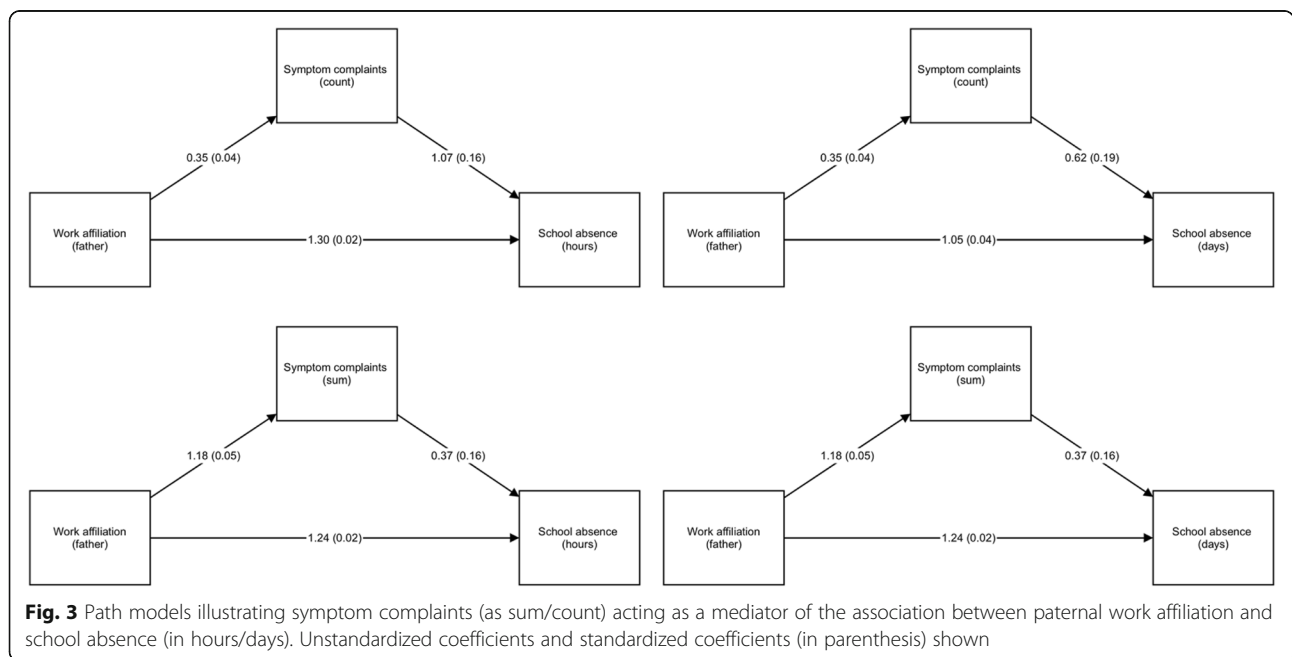 Symptom complaints
(count)
0.35 (0.04)
1.07 (0.16)
Work affiliation
(father)
1.30 (0.02)
School absence
(hours)
Symptom complaints
(count)
0.35 (0.04)
0.62 (0.19)
Work affiliation
(father)
1.05 (0.04)
School absence
(days)
Symptom complaints
(sum)
1.18 (0.05)
0.37 (0.16)
Work affiliation
(father)
1.24 (0.02)
School absence
(hours)
Symptom complaints
(sum)
1.18 (0.05)
0.37 (0.16)
Work affiliation
(father)
1.24 (0.02)
School absence
(days)
Fig. 3 Path models illustrating symptom complaints (as sum/count) acting as a mediator of the association between paternal work affiliation and
school absence (in hours/days). Unstandardized coefficients and standardized coefficients (in parenthesis) shown